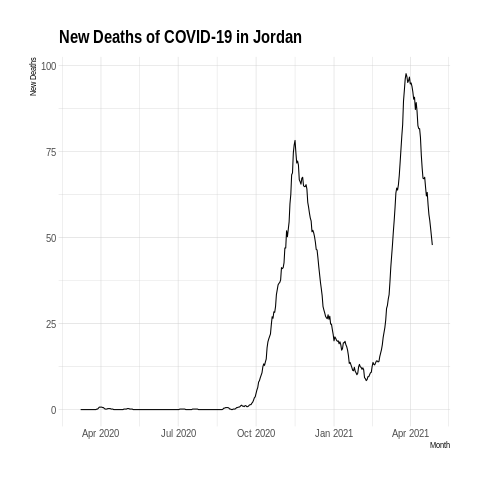 New Deaths of COVID-19 in Jordan
New Deaths
100
75
50
25
0
Apr 2020 Jul 2020 Oct 2020 Jan 2021 Apr 2021
Month